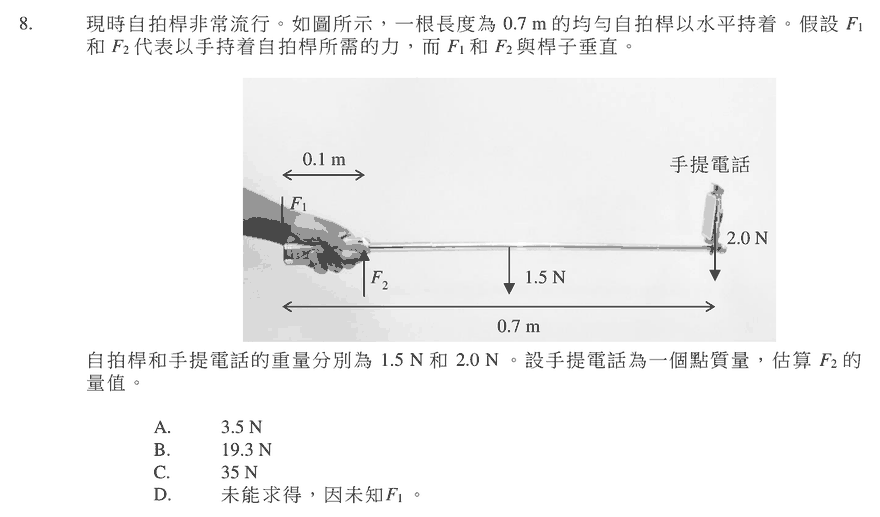 8. 現時自拍桿非常流行。如圖所示，一根長度為 0.7 m 的均勻自拍桿以水平持着。假設 F₁
和 F₂ 代表以手持着自拍桿所需的力，而 F₁ 和 F₂ 與桿子垂直。
0.1 m
手提電話
F₁
2.0 N
F₂
1.5 N
0.7 m
自拍桿和手提電話的重量分別為 1.5 N 和 2.0 N。設手提電話為一個點質量，估算 F₂ 的
量值。
A. 3.5 N
B. 19.3 N
C. 35 N
D. 未能求得，因未知F₁。